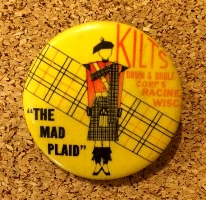 KILTS
DRUM & BUGLE
CORPS
RACINE
WISC.
"THE
MAD
PLAID"